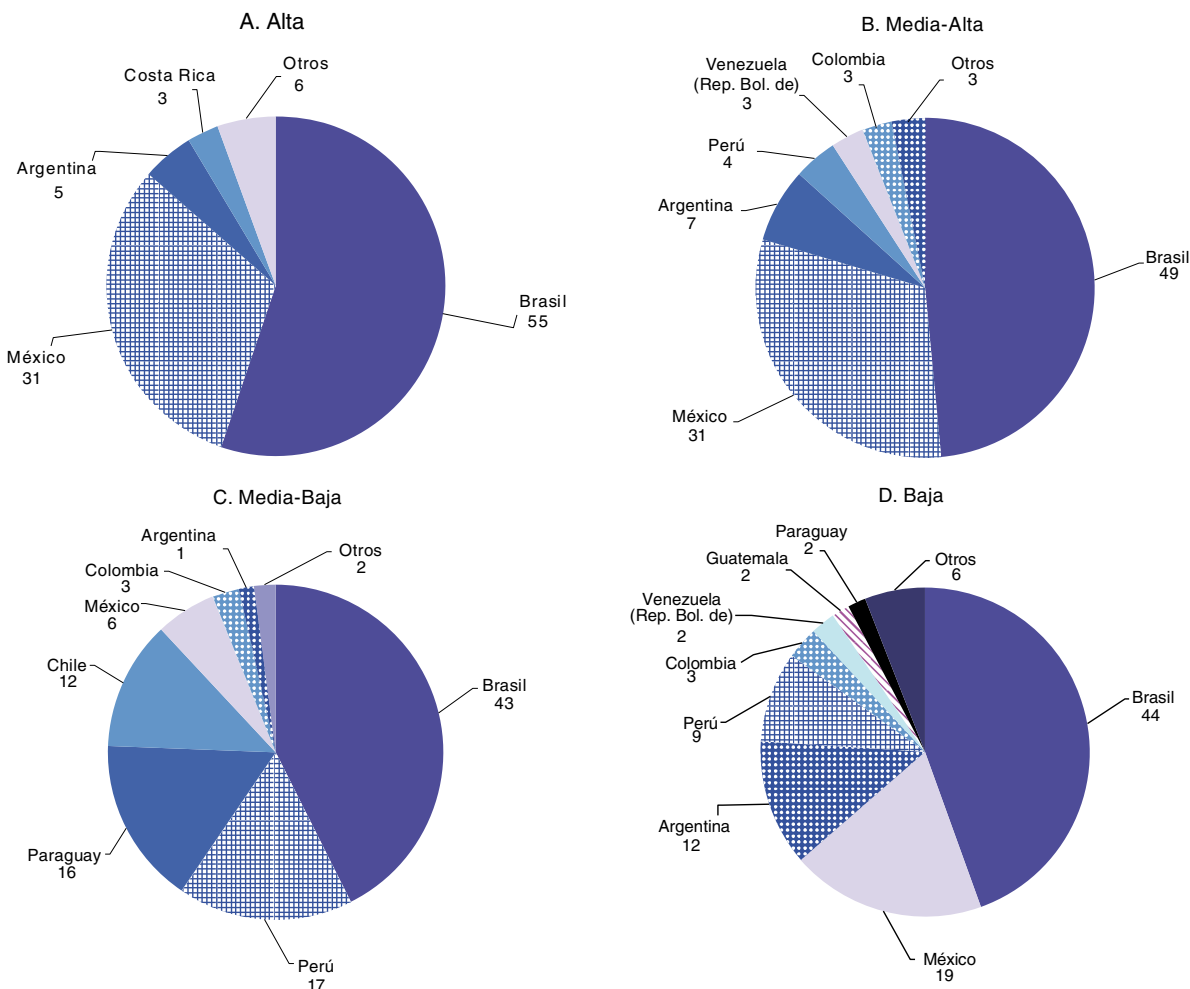 A. Alta
Otros
6
Costa Rica
3
Argentina
5
México
31
Brasil
55
B. Media-Alta
Otros
3
Colombia
3
Venezuela
(Rep. Bol. de)
3
Perú
4
Argentina
7
México
31
Brasil
49
C. Media-Baja
Otros
2
Argentina
1
Colombia
3
México
6
Chile
12
Paraguay
16
Perú
17
Brasil
43
D. Baja
Otros
6
Paraguay
2
Guatemala
2
Venezuela
(Rep. Bol. de)
2
Colombia
3
Perú
9
Argentina
12
México
19
Brasil
44